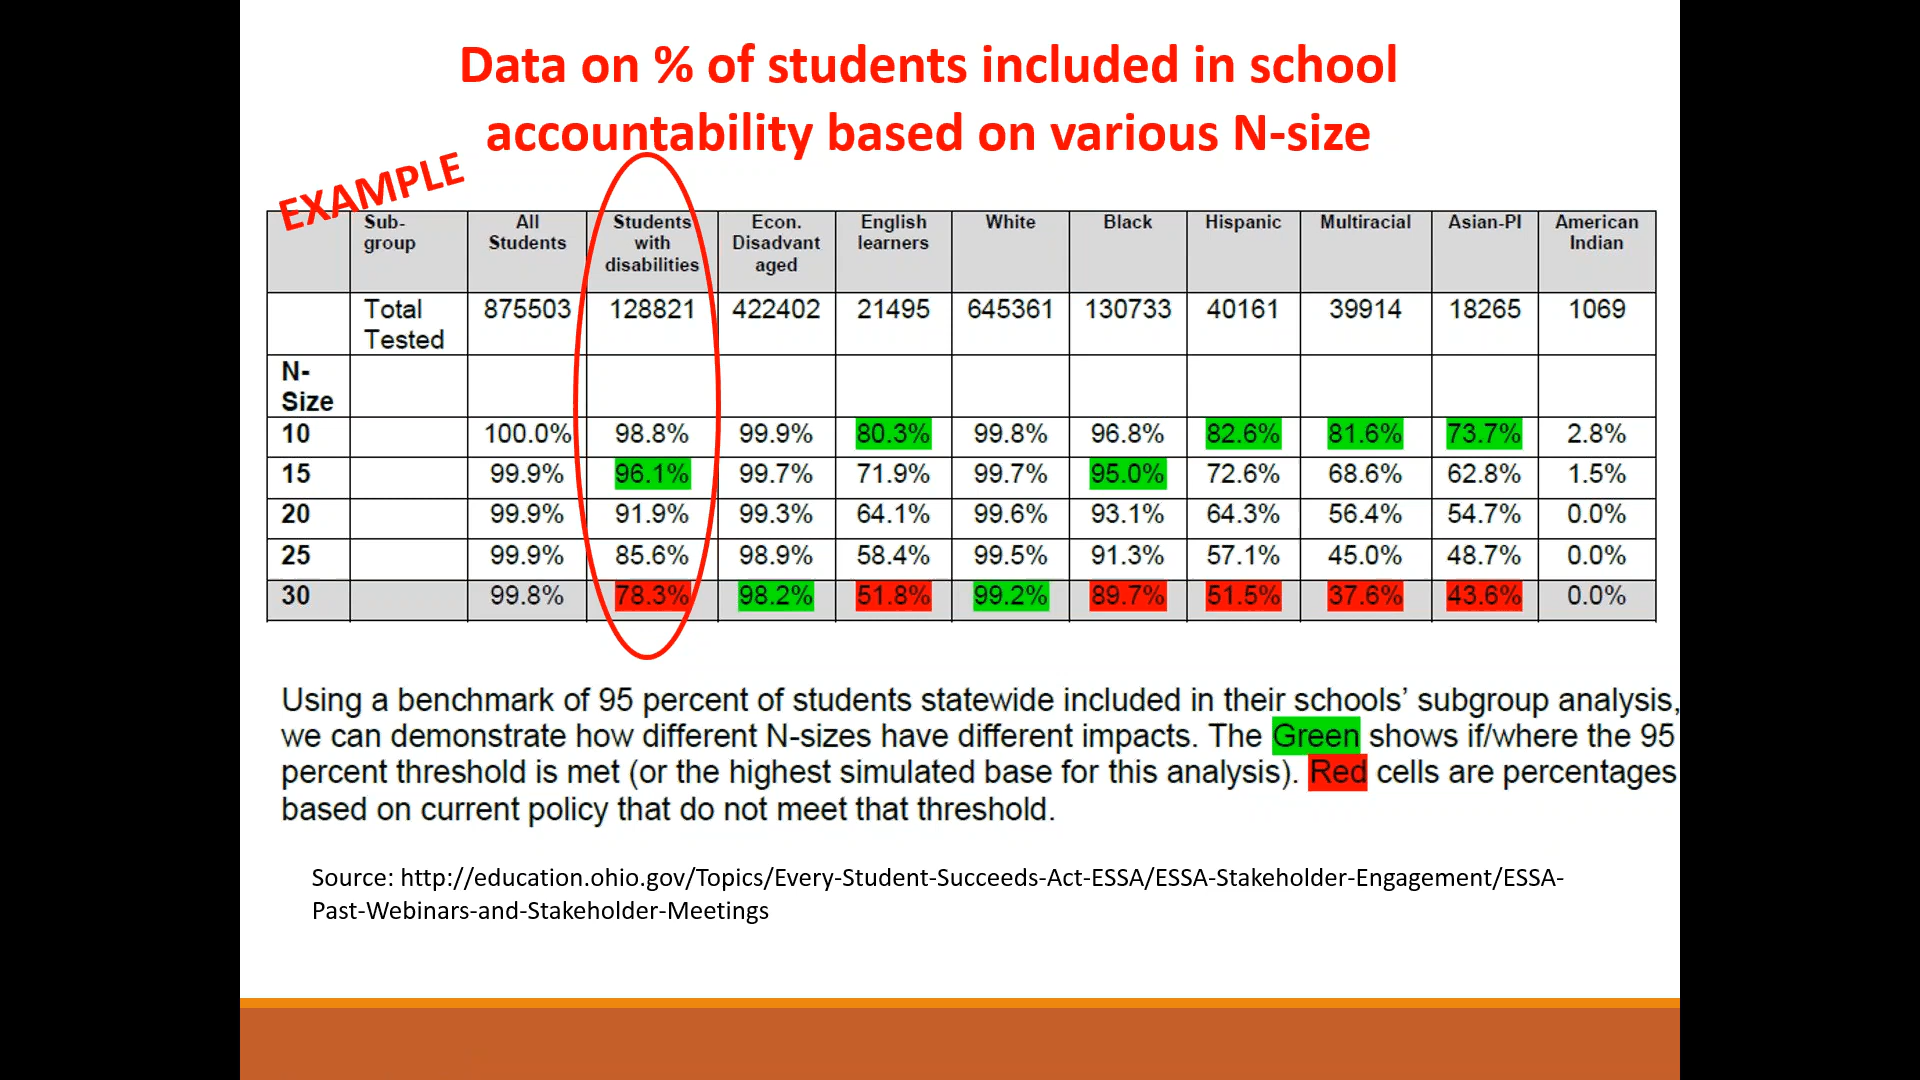 Data on % of students included in school
accountability based on various N-size
EXAMPLE
Sub-group All Students Students with disabilities Econ. Disadvantaged English learners White Black Hispanic Multiracial Asian-PI American Indian
Total Tested 875503 128821 422402 21495 645361 130733 40161 39914 18265 1069
N-Size
10 100.0% 98.8% 99.9% 80.3% 99.8% 96.8% 82.6% 81.6% 73.7% 2.8%
15 99.9% 96.1% 99.7% 71.9% 99.7% 95.0% 72.6% 68.6% 62.8% 1.5%
20 99.9% 91.9% 99.3% 64.1% 99.6% 93.1% 64.3% 56.4% 54.7% 0.0%
25 99.9% 85.6% 98.9% 58.4% 99.5% 91.3% 57.1% 45.0% 48.7% 0.0%
30 99.8% 78.3% 98.2% 51.8% 99.2% 89.7% 51.5% 37.6% 43.6% 0.0%
Using a benchmark of 95 percent of students statewide included in their schools’ subgroup analysis,
we can demonstrate how different N-sizes have different impacts. The Green shows if/where the 95
percent threshold is met (or the highest simulated base for this analysis). Red cells are percentages
based on current policy that do not meet that threshold.
Source: http://education.ohio.gov/Topics/Every-Student-Succeeds-Act-ESSA/ESSA-Stakeholder-Engagement/ESSA-
Past-Webinars-and-Stakeholder-Meetings